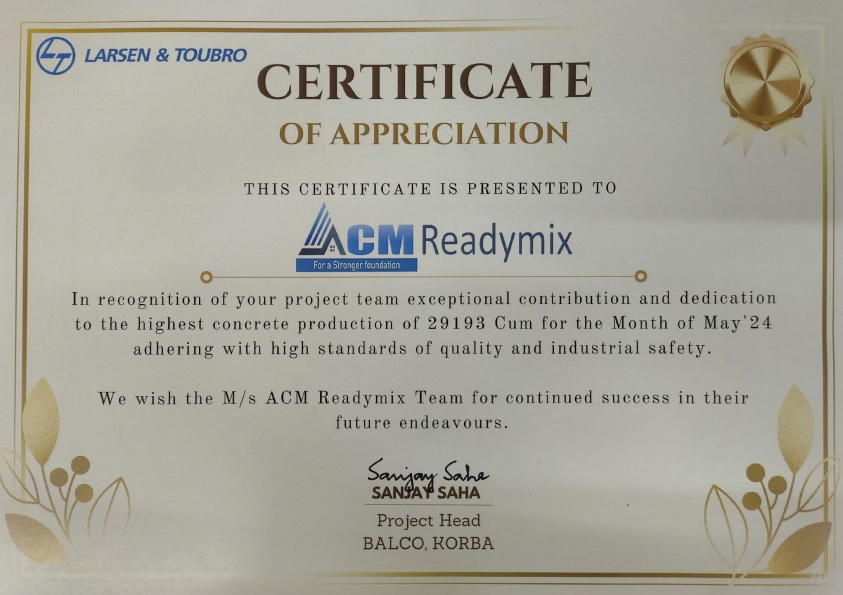 LARSEN & TOUBRO
CERTIFICATE
OF APPRECIATION
THIS CERTIFICATE IS PRESENTED TO
ACM Readymix
For a Stronger foundation
In recognition of your project team exceptional contribution and dedication
to the highest concrete production of 29193 Cum for the Month of May'24
adhering with high standards of quality and industrial safety.
We wish the M/s ACM Readymix Team for continued success in their
future endeavours.
Sanjay Saha
SANJAY SAHA
Project Head
BALCO, KORBA